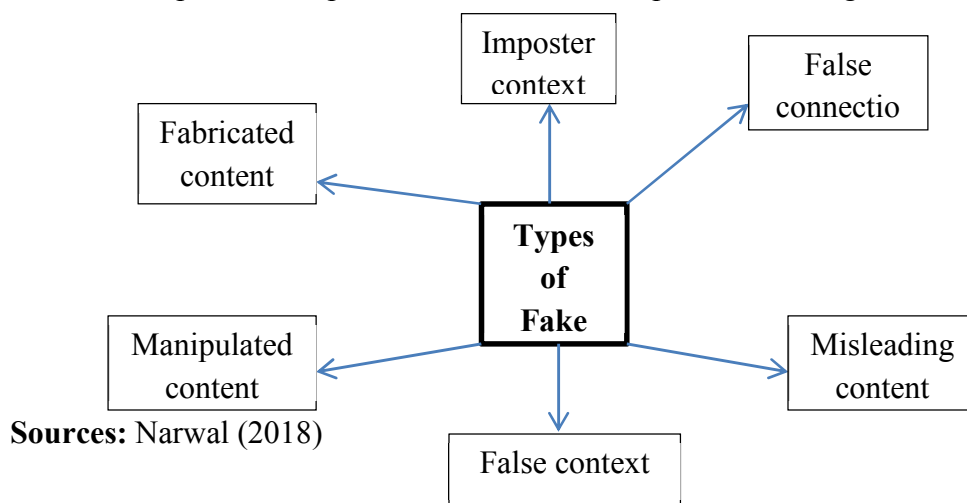 Imposter
context
False
connectio
Fabricated
content
Types
of
Fake
Manipulated
content
Misleading
content
Sources: Narwal (2018)
False context